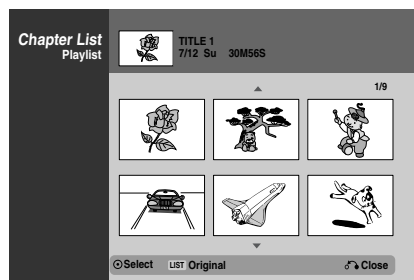 Chapter List
Playlist
TITLE 1
7/12 Su 30M56S
1/9
Select LIST Original Close